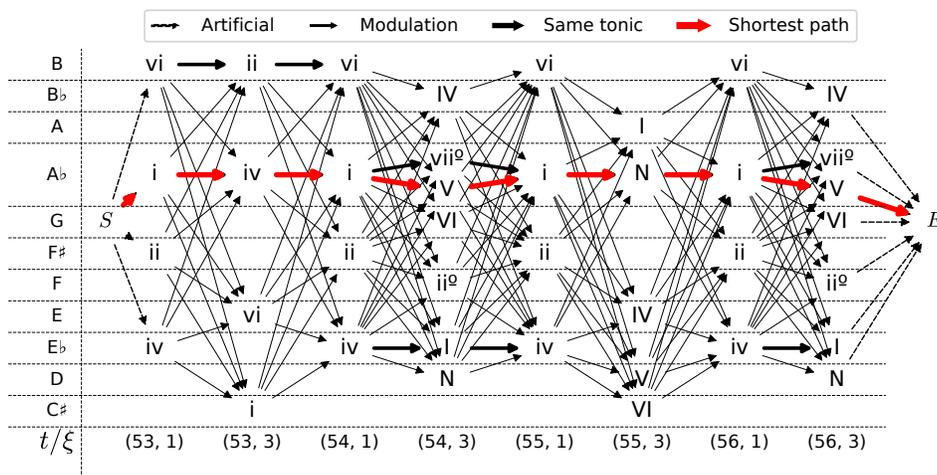 Artificial Modulation Same tonic Shortest path
B vi ii vi vi vi
B♭ IV IV
A I
A♭ i iv i viiº V i N i viiº V
G S VI VI E
F♯ ii ii ii ii
F iiº iiº
E vi IV
E♭ iv iv I iv iv I
D N V N
C♯ i VI
t/ξ (53, 1) (53, 3) (54, 1) (54, 3) (55, 1) (55, 3) (56, 1) (56, 3)